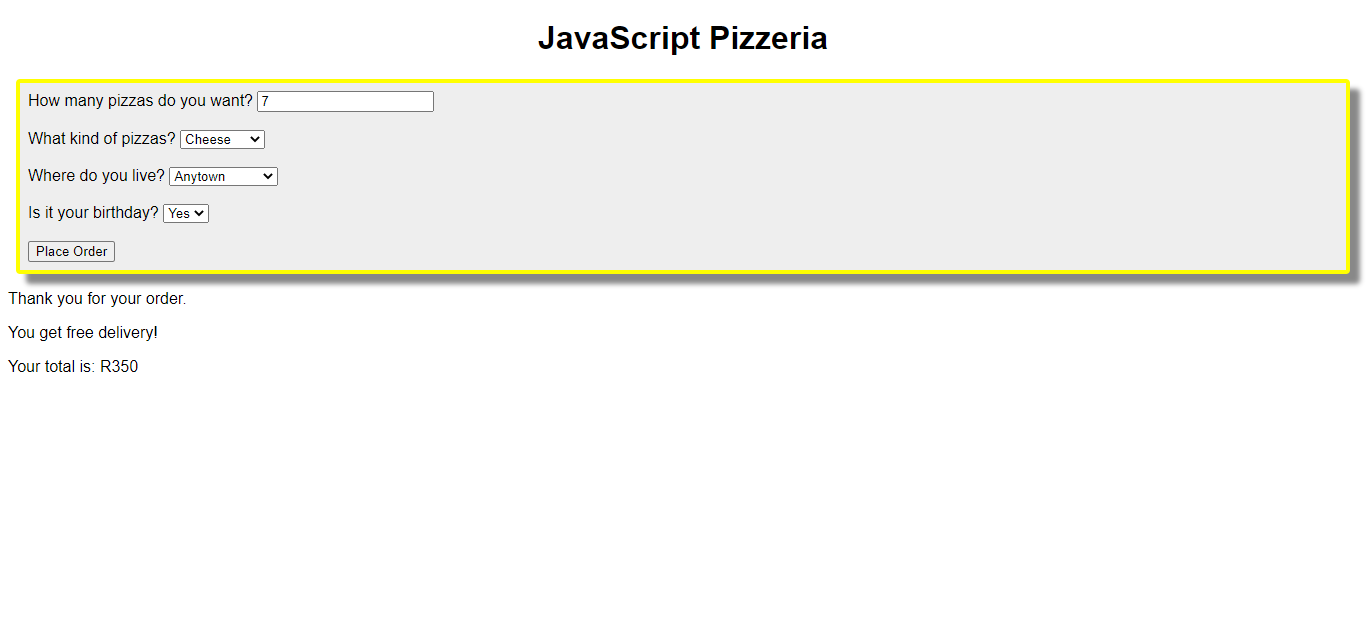 JavaScript Pizzeria
How many pizzas do you want? 7
What kind of pizzas? Cheese
Where do you live? Anytown
Is it your birthday? Yes
Place Order
Thank you for your order.
You get free delivery!
Your total is: R350